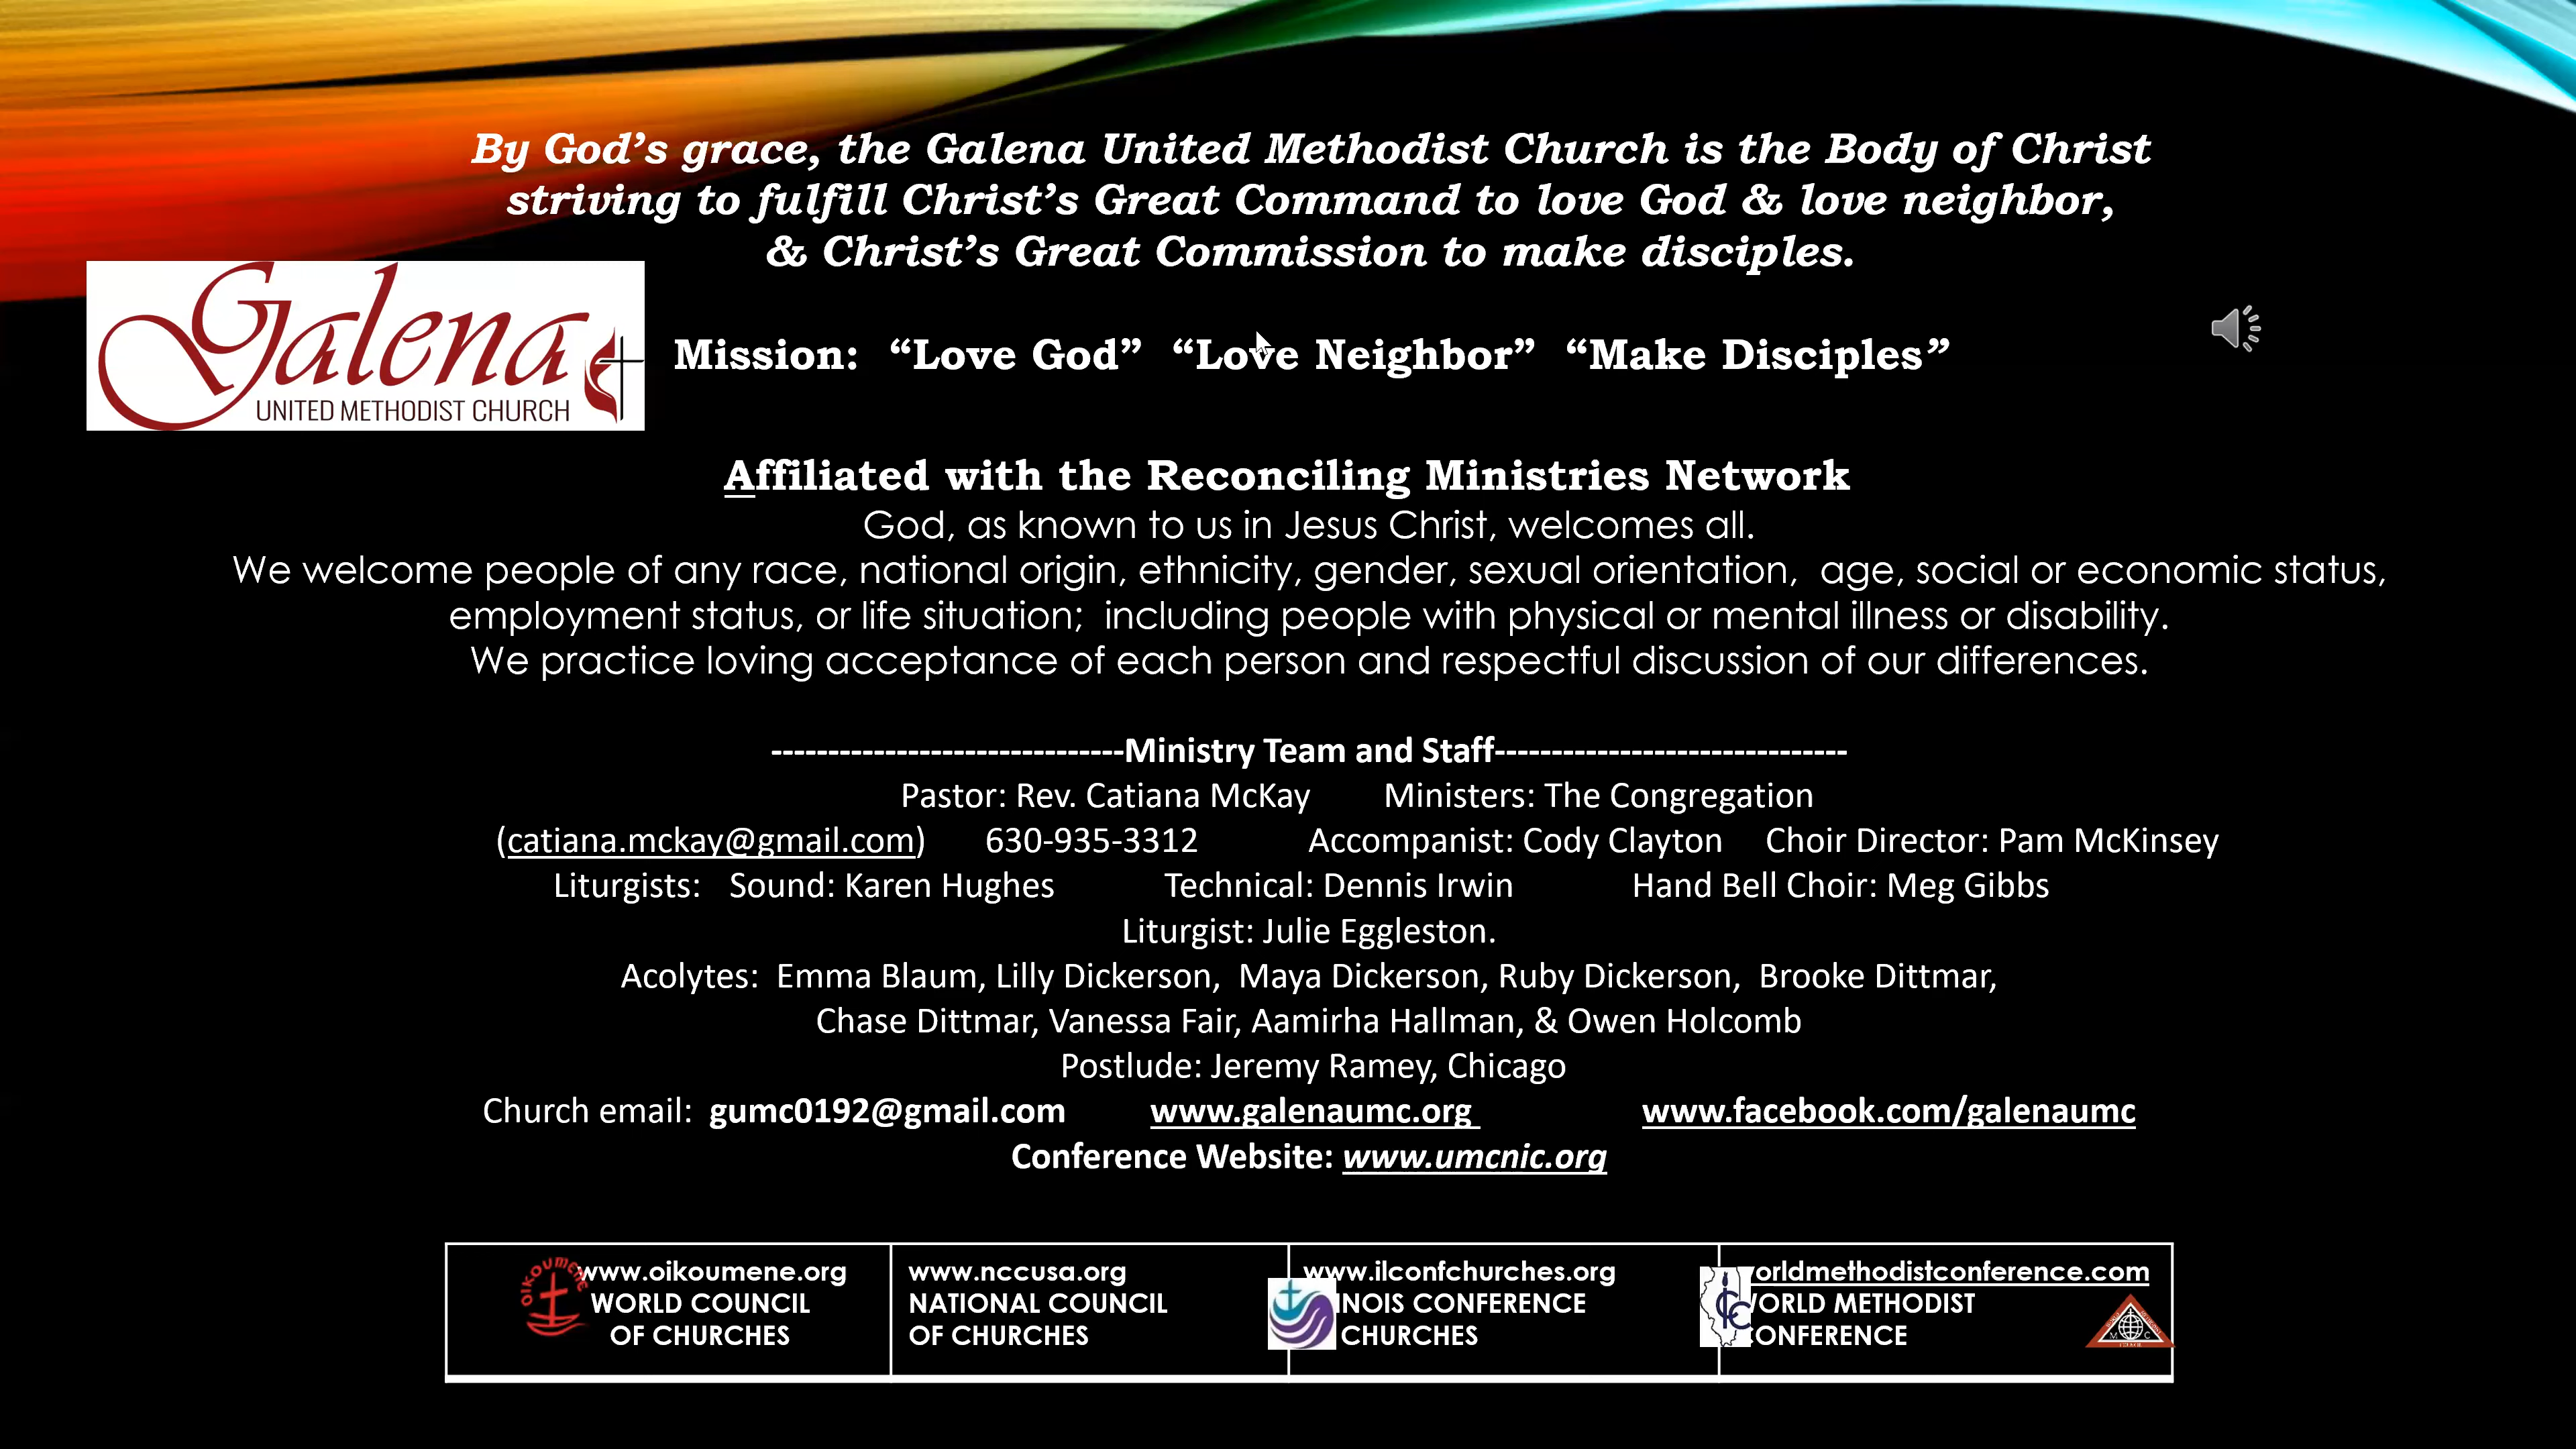 By God’s grace, the Galena United Methodist Church is the Body of Christ
striving to fulfill Christ’s Great Command to love God & love neighbor,
& Christ’s Great Commission to make disciples.
Galena
UNITED METHODIST CHURCH
Mission: “Love God” “Love Neighbor” “Make Disciples”
Affiliated with the Reconciling Ministries Network
God, as known to us in Jesus Christ, welcomes all.
We welcome people of any race, national origin, ethnicity, gender, sexual orientation, age, social or economic status,
employment status, or life situation; including people with physical or mental illness or disability.
We practice loving acceptance of each person and respectful discussion of our differences.
-------------------------------Ministry Team and Staff-------------------------------
Pastor: Rev. Catiana McKay Ministers: The Congregation
(catiana.mckay@gmail.com) 630-935-3312 Accompanist: Cody Clayton Choir Director: Pam McKinsey
Liturgists: Sound: Karen Hughes Technical: Dennis Irwin Hand Bell Choir: Meg Gibbs
Liturgist: Julie Eggleston.
Acolytes: Emma Blaum, Lilly Dickerson, Maya Dickerson, Ruby Dickerson, Brooke Dittmar,
Chase Dittmar, Vanessa Fair, Aamirha Hallman, & Owen Holcomb
Postlude: Jeremy Ramey, Chicago
Church email: gumc0192@gmail.com www.galenaumc.org www.facebook.com/galenaumc
Conference Website: www.umcnic.org
OIKOUMENE
www.oikoumene.org
WORLD COUNCIL
OF CHURCHES
www.nccusa.org
NATIONAL COUNCIL
OF CHURCHES
www.ilconfchurches.org
INOIS CONFERENCE
CHURCHES
orldmethodistconference.com
ORLD METHODIST
ONFERENCE